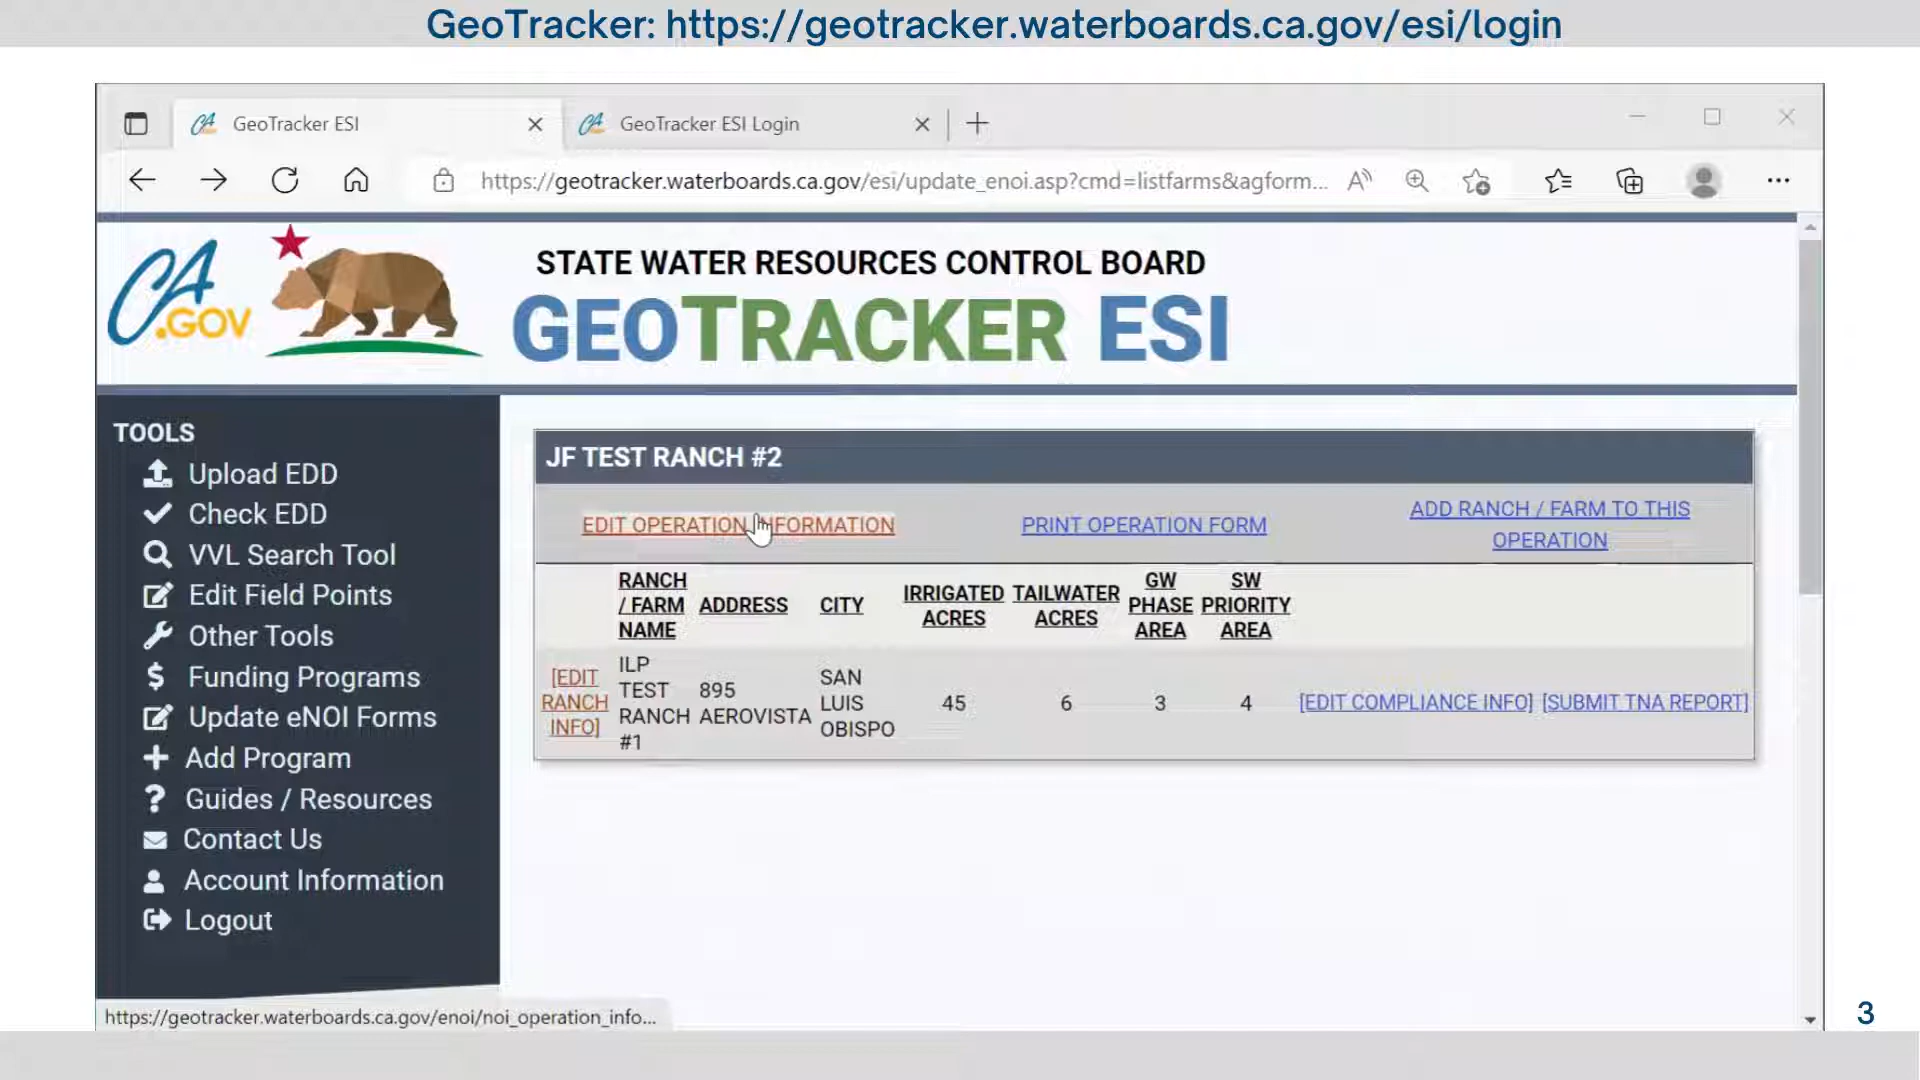 GeoTracker: https://geotracker.waterboards.ca.gov/esi/login
GeoTracker ESI
GeoTracker ESI Login
https://geotracker.waterboards.ca.gov/esi/update_enoi.asp?cmd=listfarms&agform...
CA
.GOV
STATE WATER RESOURCES CONTROL BOARD
GEOTRACKER ESI
TOOLS
Upload EDD
Check EDD
VVL Search Tool
Edit Field Points
Other Tools
Funding Programs
Update eNOI Forms
Add Program
Guides / Resources
Contact Us
Account Information
Logout
JF TEST RANCH #2
EDIT OPERATION INFORMATION
PRINT OPERATION FORM
ADD RANCH / FARM TO THIS
OPERATION
RANCH
/ FARM
NAME
ADDRESS
CITY
IRRIGATED
ACRES
TAILWATER
ACRES
GW
PHASE
AREA
SW
PRIORITY
AREA
[EDIT
RANCH
INFO]
ILP
TEST
RANCH
#1
895
AEROVISTA
SAN
LUIS
OBISPO
45
6
3
4
[EDIT COMPLIANCE INFO] [SUBMIT TNA REPORT]
https://geotracker.waterboards.ca.gov/enoi/noi_operation_info...
3